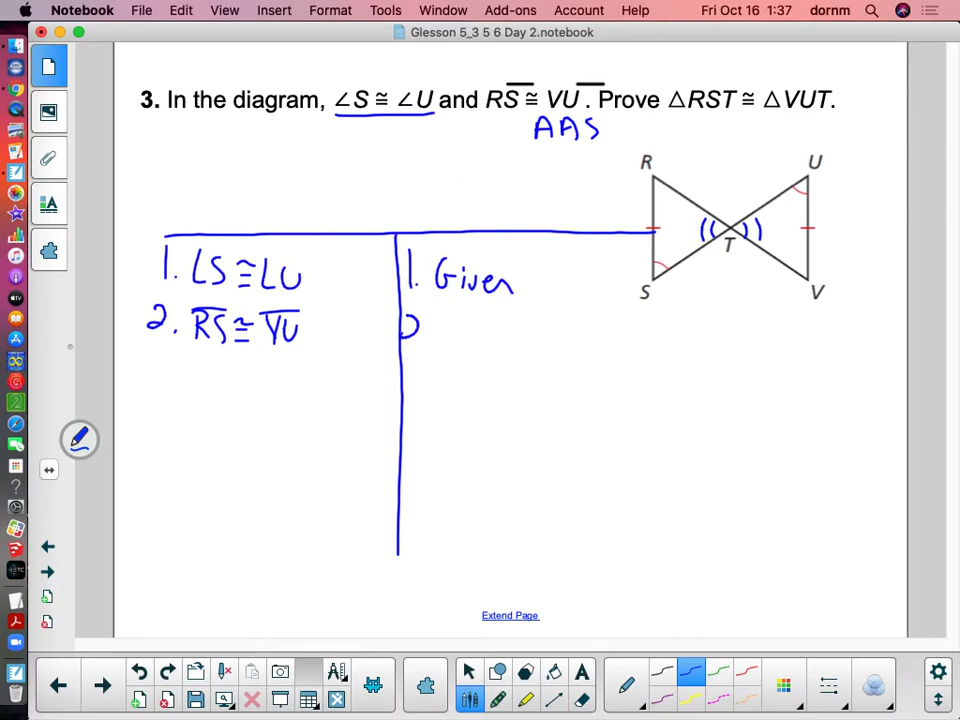 Notebook File Edit View Insert Format Tools Window Add-ons Account Help Fri Oct 16 1:37 dornm
Glesson 5_3 5 6 Day 2.notebook
3. In the diagram, ∠S ≅ ∠U and RS ≅ VU . Prove △RST ≅ △VUT.
AAS
R U
T
S V
1. ∠S ≅ ∠U 1. Given
2. RS ≅ VU 2
Extend Page